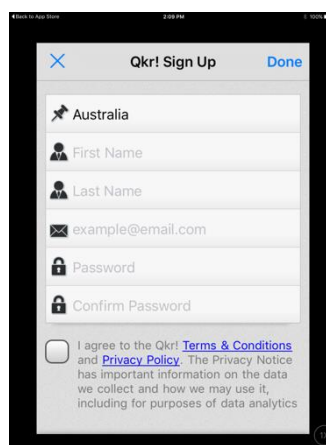 Back to App Store 2:09 PM 100%
Qkr! Sign Up Done
Australia
First Name
Last Name
example@email.com
Password
Confirm Password
I agree to the Qkr! Terms & Conditions
and Privacy Policy. The Privacy Notice
has important information on the data
we collect and how we may use it,
including for purposes of data analytics